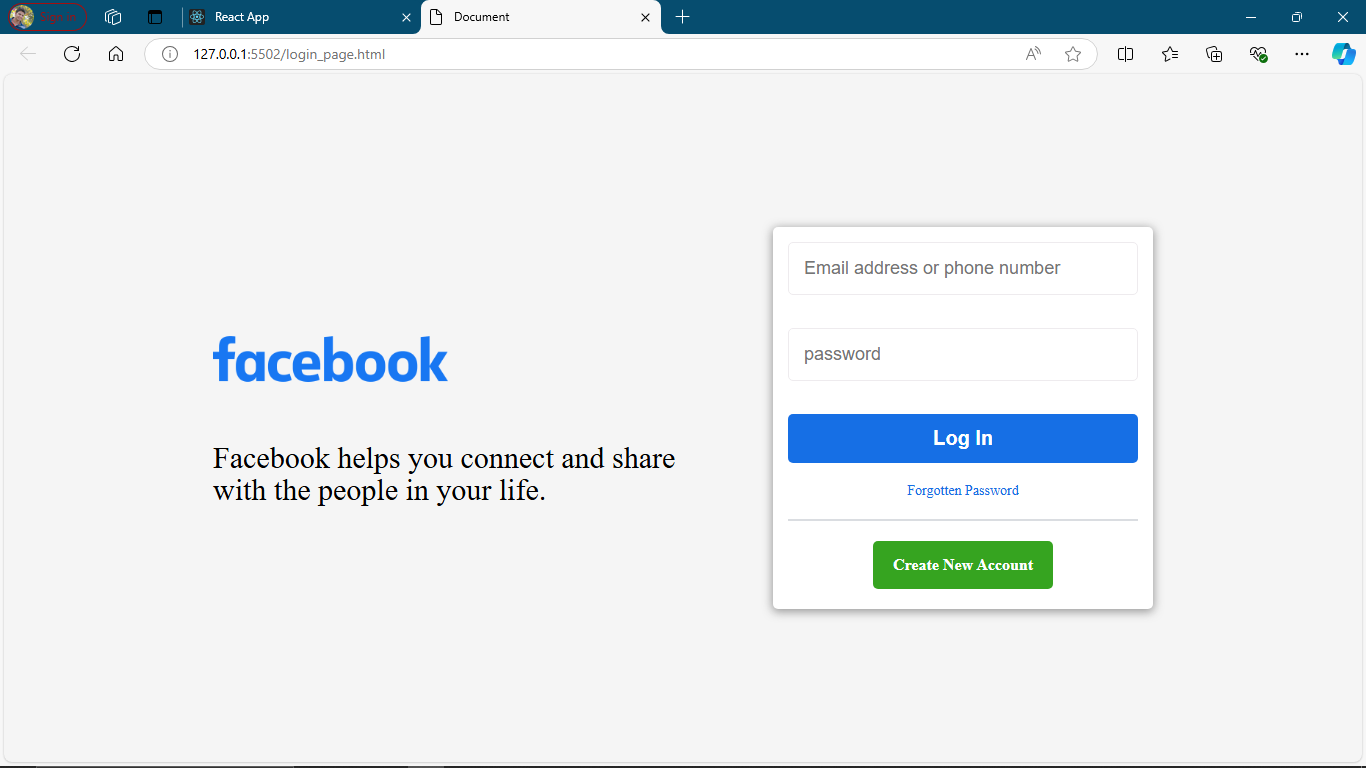 Sign in
React App
Document
127.0.0.1:5502/login_page.html
facebook
Facebook helps you connect and share
with the people in your life.
Email address or phone number
password
Log In
Forgotten Password
Create New Account